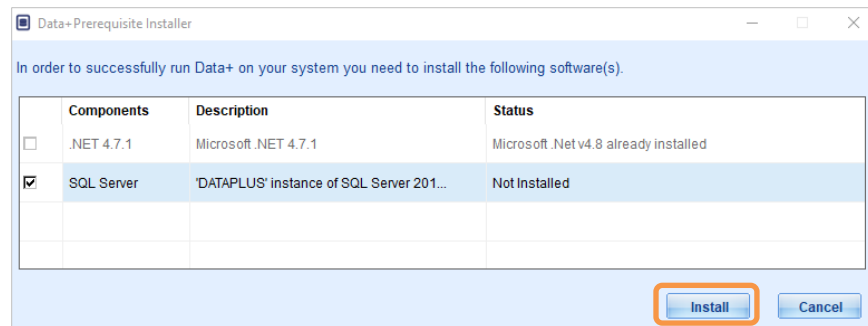 Data+Prerequisite Installer
In order to successfully run Data+ on your system you need to install the following software(s).
Components Description Status
.NET 4.7.1 Microsoft .NET 4.7.1 Microsoft .Net v4.8 already installed
SQL Server 'DATAPLUS' instance of SQL Server 201... Not Installed
Install Cancel